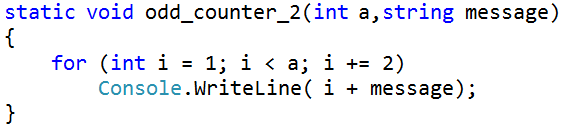 static void odd_counter_2(int a,string message)
{
    for (int i = 1; i < a; i += 2)
        Console.WriteLine( i + message);
}